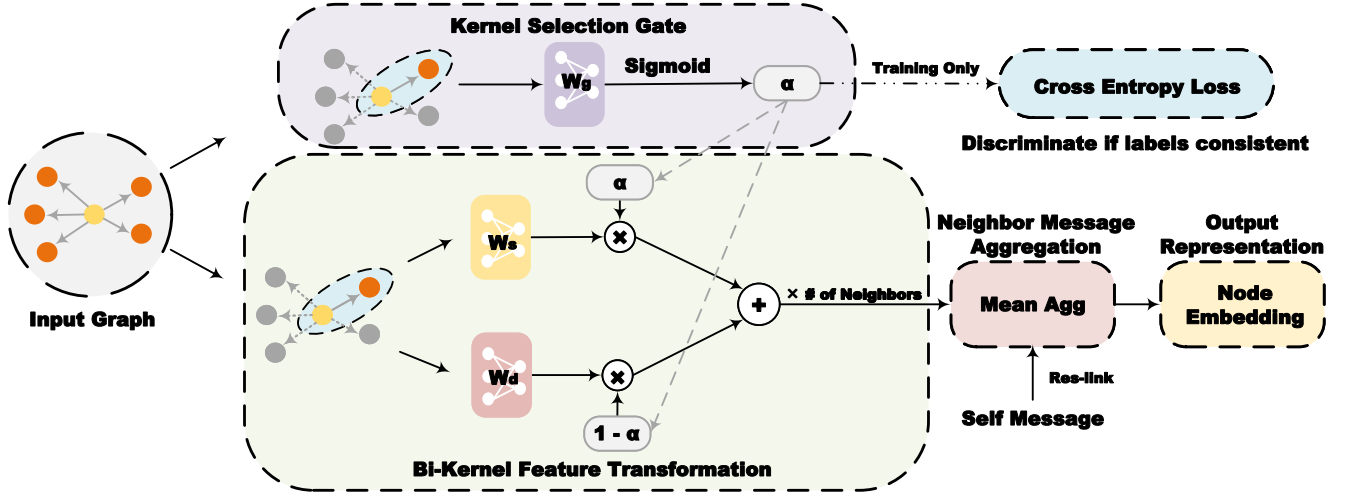 Kernel Selection Gate
Wg
Sigmoid
α
Training Only
Cross Entropy Loss
Discriminate if labels consistent
Input Graph
α
Ws
×
+
× # of Neighbors
Wd
×
1 - α
Bi-Kernel Feature Transformation
Neighbor Message
Aggregation
Mean Agg
Res-link
Self Message
Output
Representation
Node
Embedding